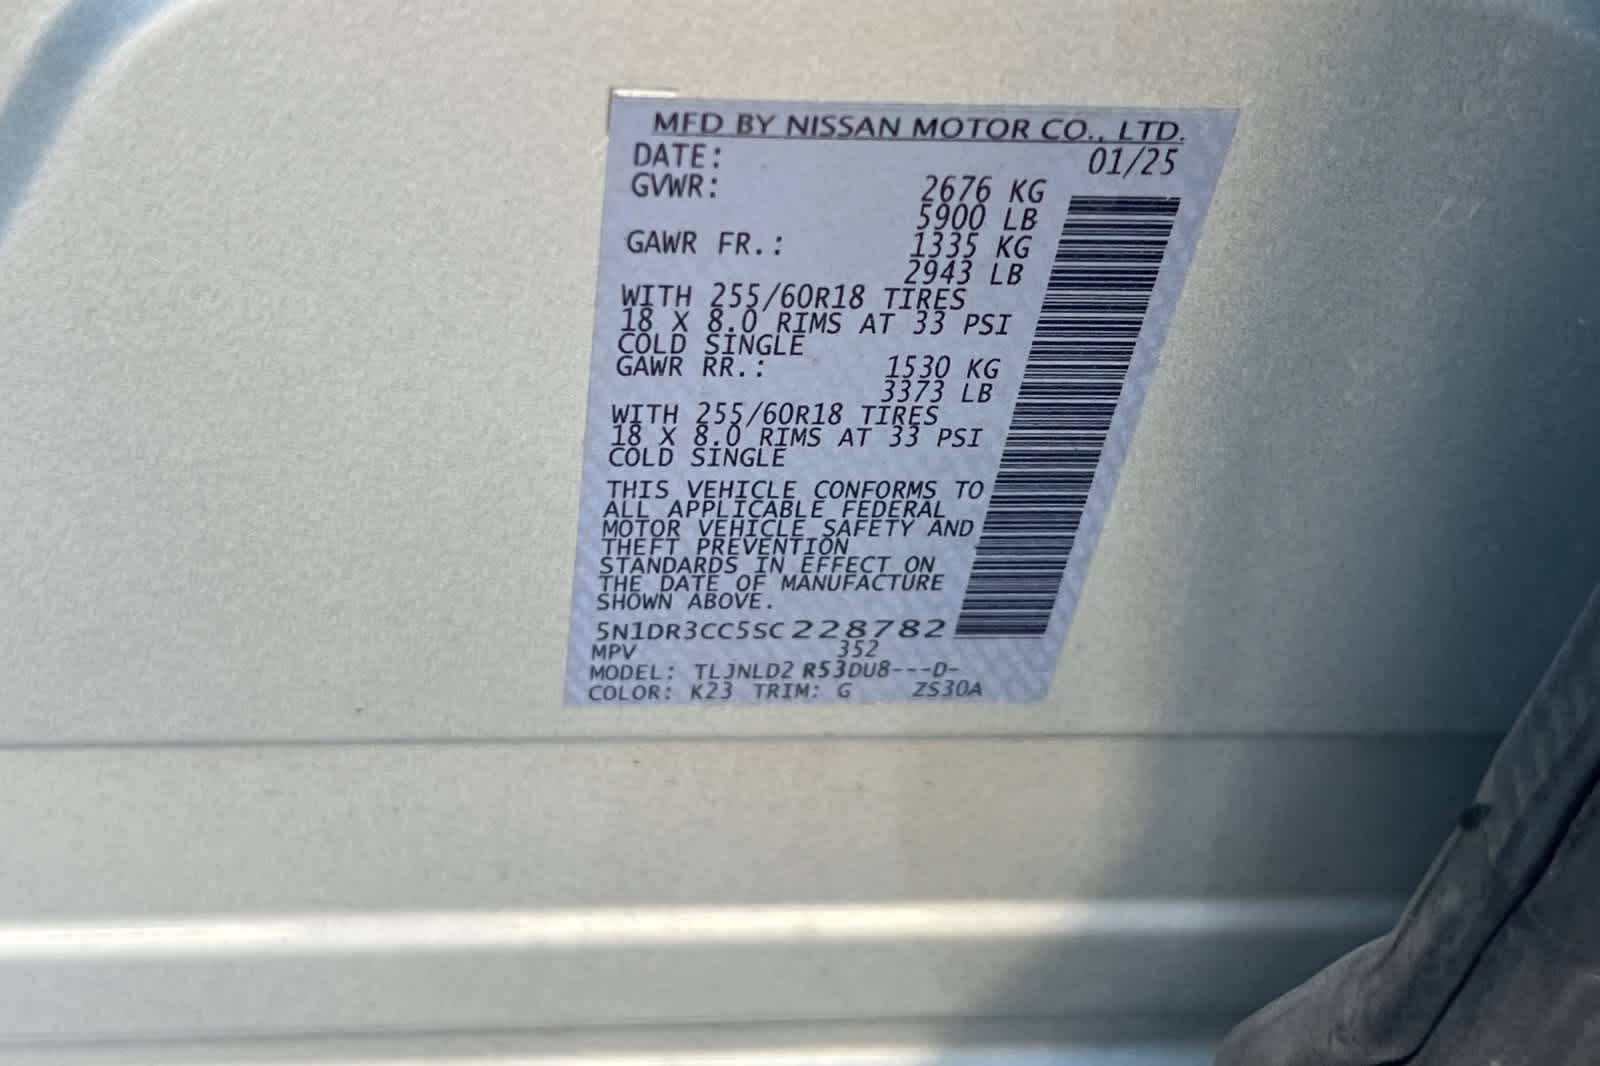 MFD BY NISSAN MOTOR CO., LTD.
DATE: 01/25
GVWR: 2676 KG
5900 LB
GAWR FR.: 1335 KG
2943 LB
WITH 255/60R18 TIRES
18 X 8.0 RIMS AT 33 PSI
COLD SINGLE
GAWR RR.: 1530 KG
3373 LB
WITH 255/60R18 TIRES
18 X 8.0 RIMS AT 33 PSI
COLD SINGLE
THIS VEHICLE CONFORMS TO
ALL APPLICABLE FEDERAL
MOTOR VEHICLE SAFETY AND
THEFT PREVENTION
STANDARDS IN EFFECT ON
THE DATE OF MANUFACTURE
SHOWN ABOVE.
5N1DR3CC5SC228782
MPV 352
MODEL: TLJNLD2 R53DU8---D-
COLOR: K23 TRIM: G ZS30A